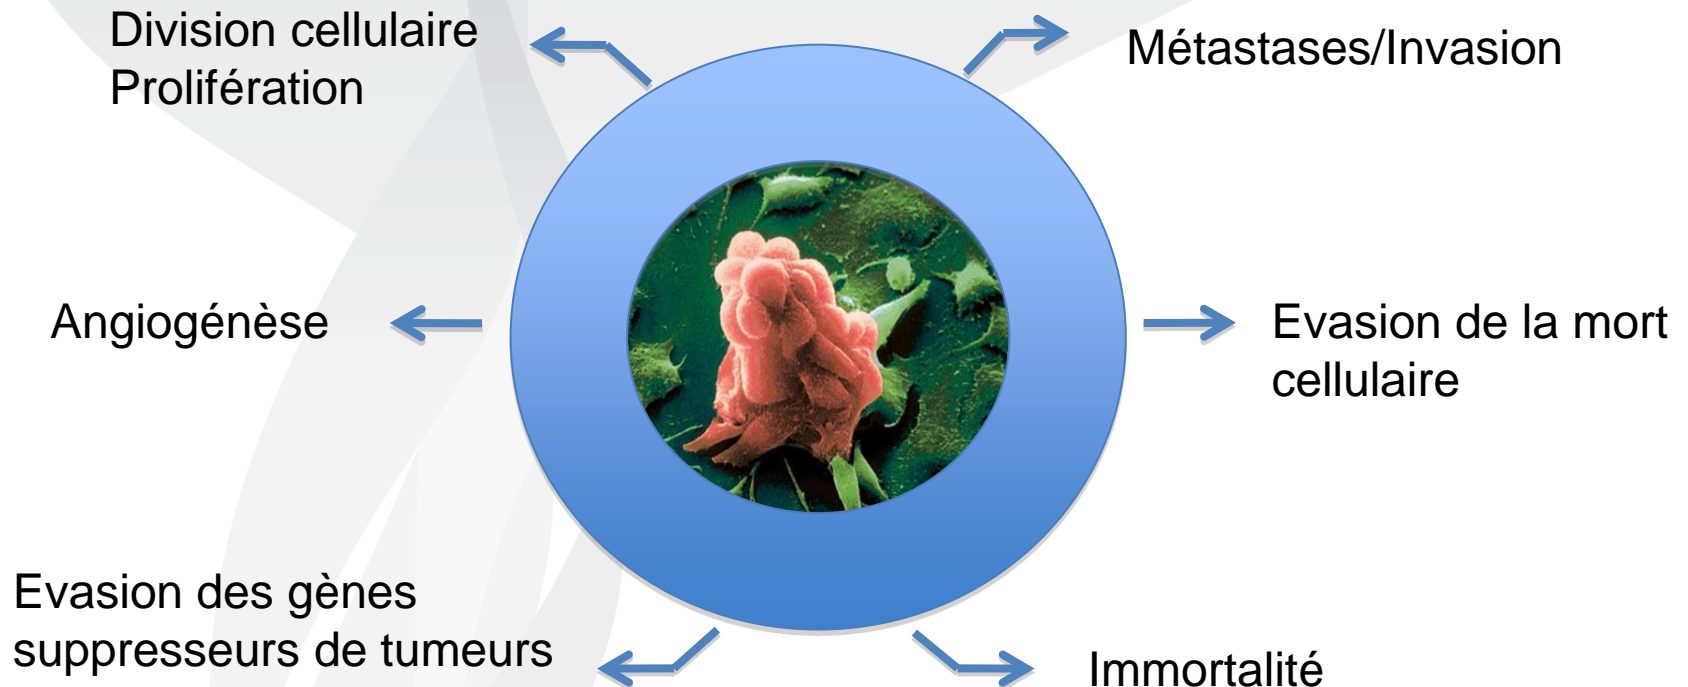 Division cellulaire
Prolifération
Métastases/Invasion
Angiogénèse
Evasion de la mort
cellulaire
Evasion des gènes
suppresseurs de tumeurs
Immortalité